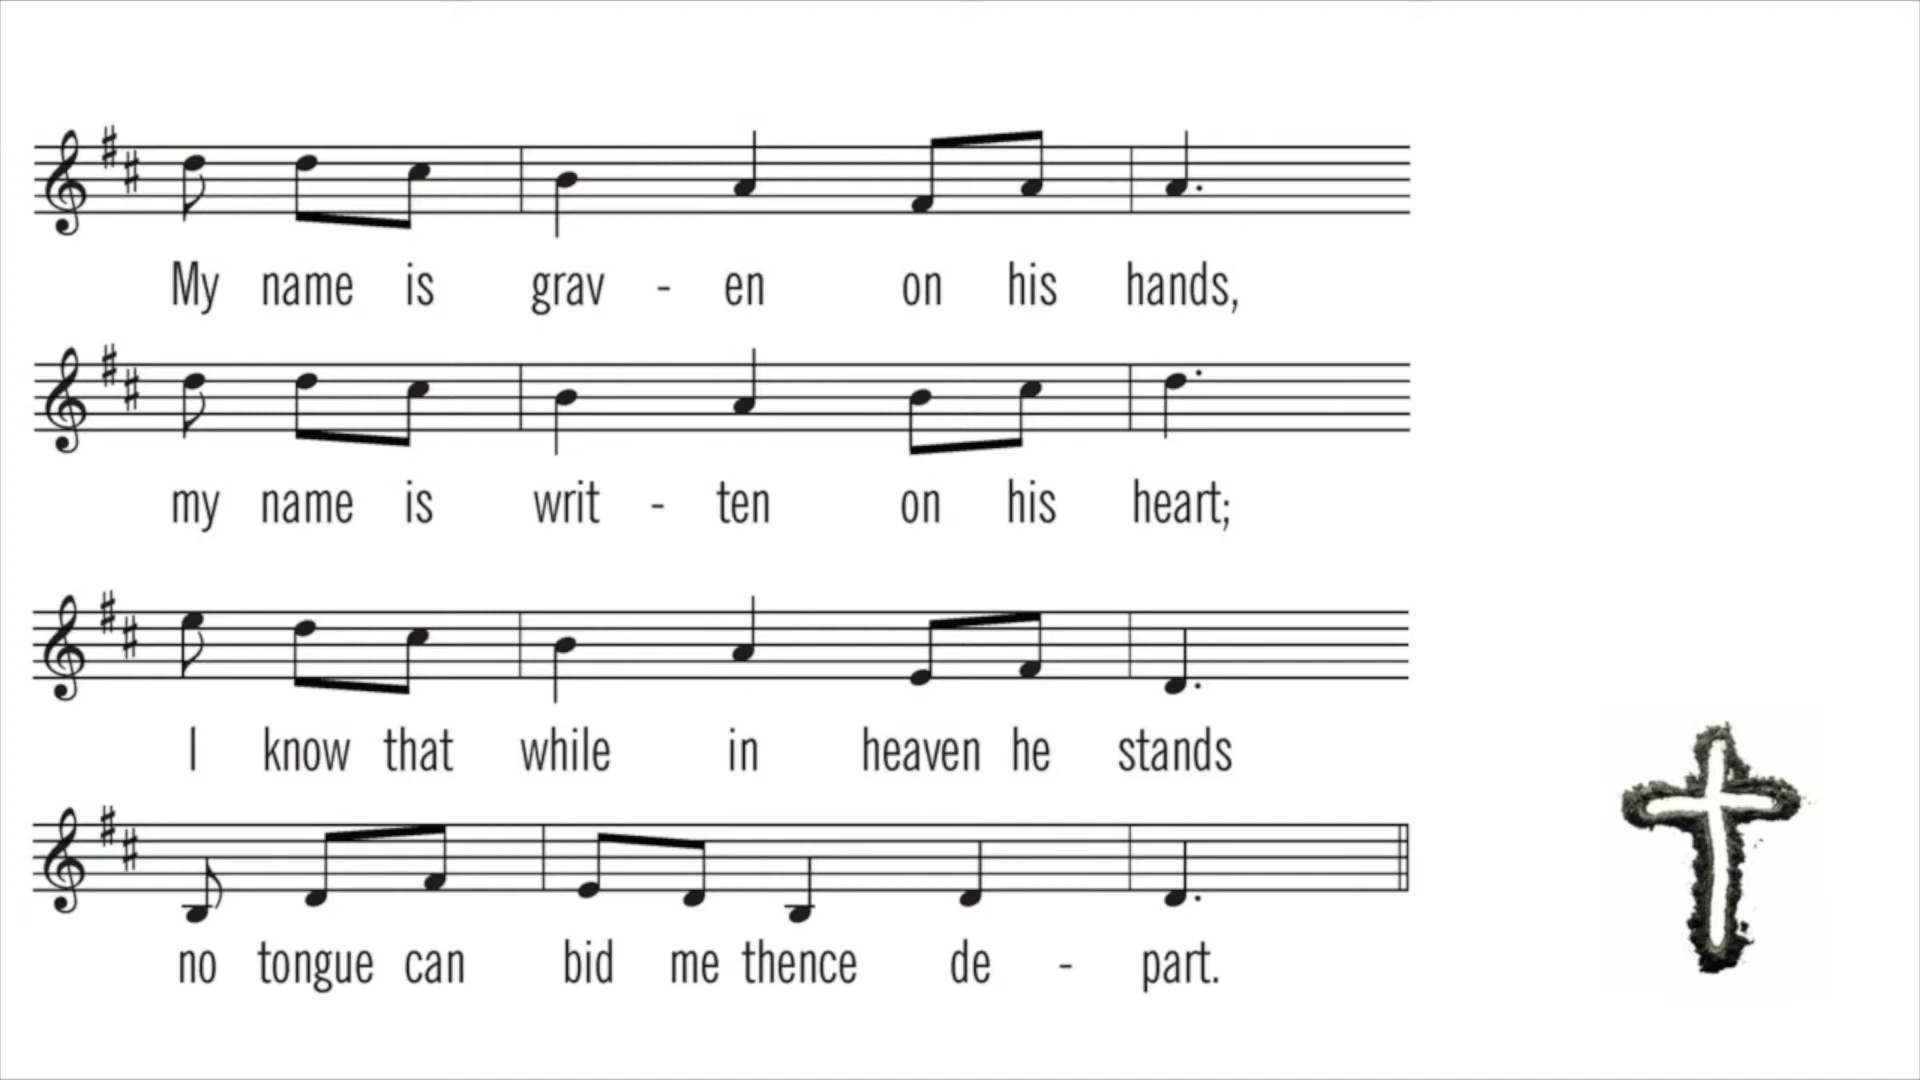 My name is grav - en on his hands,
my name is writ - ten on his heart;
I know that while in heaven he stands
no tongue can bid me thence de - part.